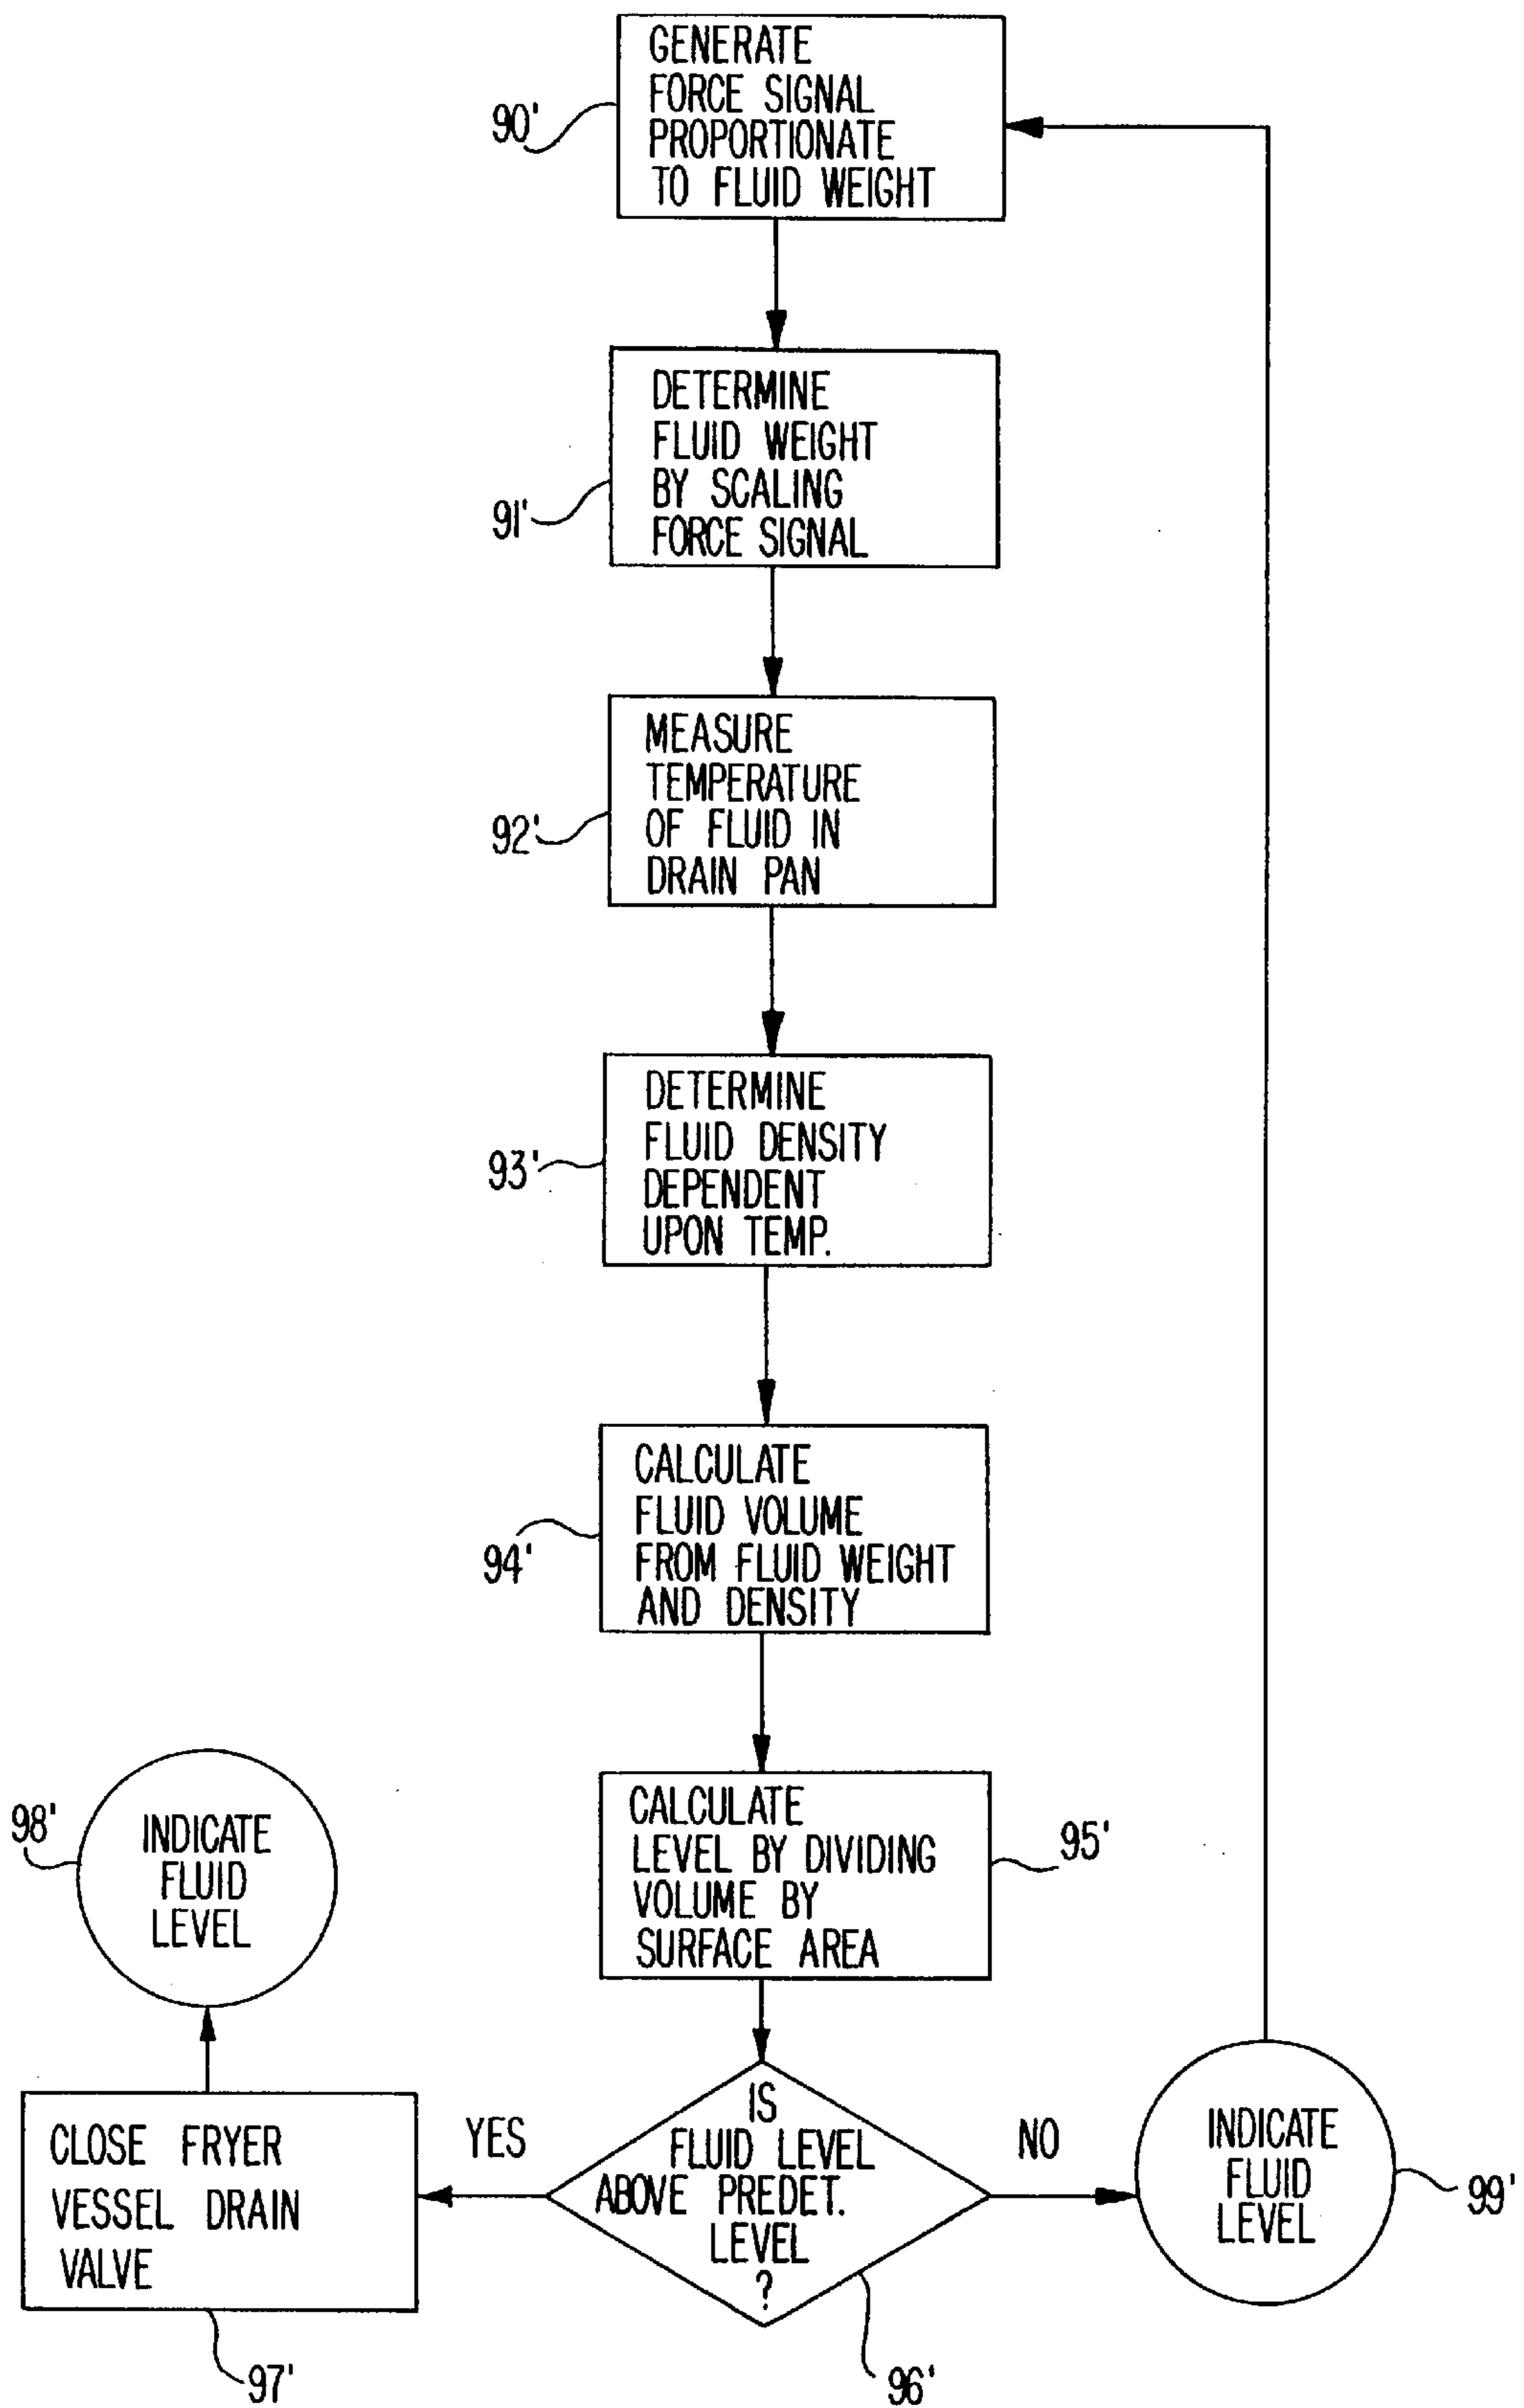 GENERATE
FORCE SIGNAL
PROPORTIONATE
TO FLUID WEIGHT
90'
DETERMINE
FLUID WEIGHT
BY SCALING
FORCE SIGNAL
91'
MEASURE
TEMPERATURE
OF FLUID IN
DRAIN PAN
92'
DETERMINE
FLUID DENSITY
DEPENDENT
UPON TEMP.
93'
CALCULATE
FLUID VOLUME
FROM FLUID WEIGHT
AND DENSITY
94'
CALCULATE
LEVEL BY DIVIDING
VOLUME BY
SURFACE AREA
95'
IS
FLUID LEVEL
ABOVE PREDET.
LEVEL
?
96'
YES
CLOSE FRYER
VESSEL DRAIN
VALVE
97'
INDICATE
FLUID
LEVEL
98'
NO
INDICATE
FLUID
LEVEL
99'